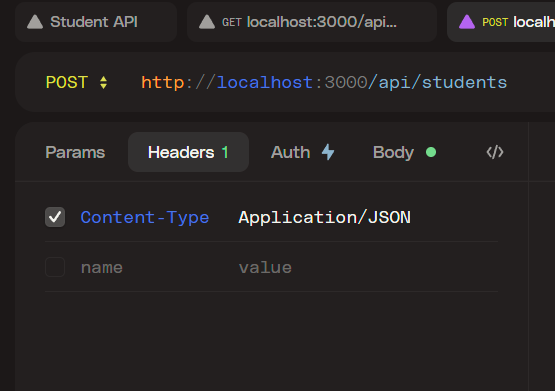 Student API GET localhost:3000/api... POST localh
POST http://localhost:3000/api/students
Params Headers 1 Auth Body </>
Content-Type Application/JSON
name value